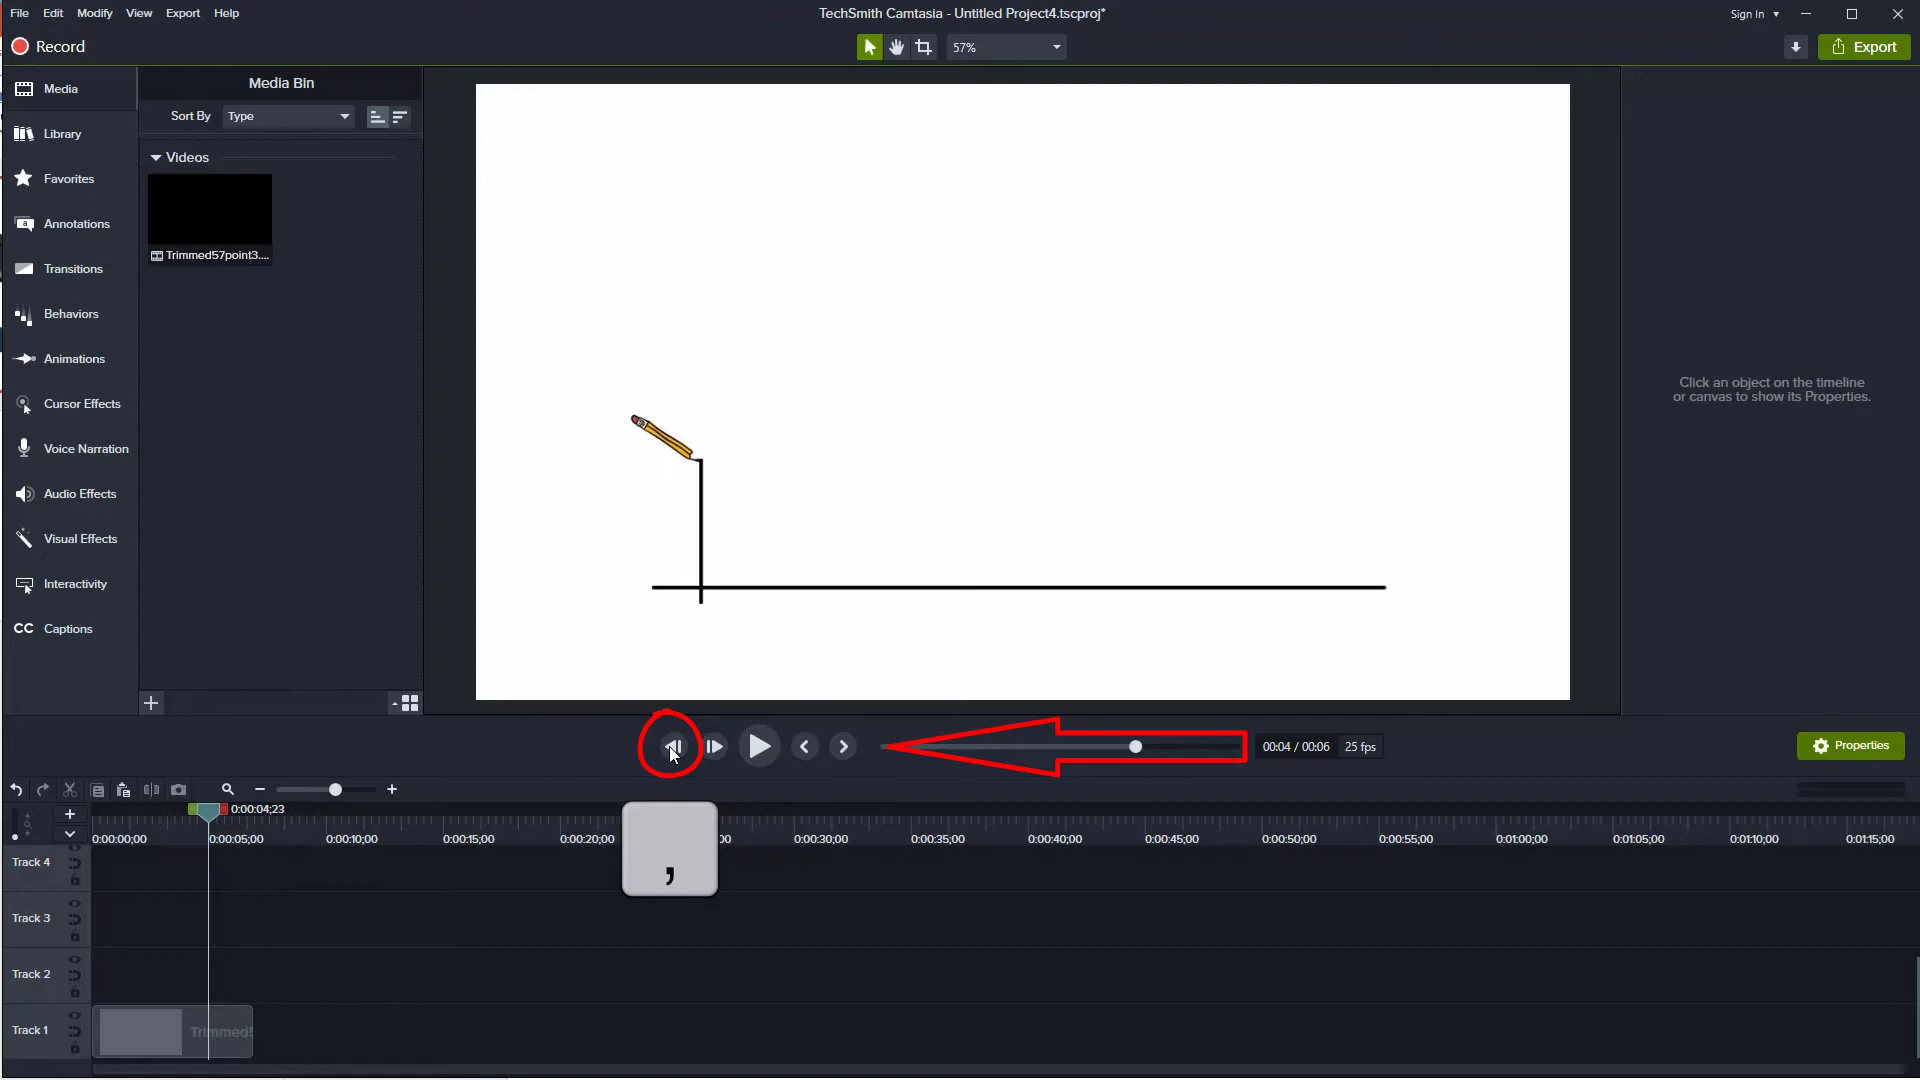 File Edit Modify View Export Help
TechSmith Camtasia - Untitled Project4.tscproj*
Sign In
Record
57%
Export
Media
Media Bin
Sort By
Type
Library
Videos
Favorites
Annotations
Trimmed57point3....
Transitions
Behaviors
Animations
Cursor Effects
Click an object on the timeline
or canvas to show its Properties.
Voice Narration
Audio Effects
Visual Effects
Interactivity
CC Captions
00:04 / 00:06
25 fps
Properties
0:00:04;23
0:00:00;00 0:00:05;00 0:00:10;00 0:00:15;00 0:00:20;00 00 0:00:30;00 0:00:35;00 0:00:40;00 0:00:45;00 0:00:50;00 0:00:55;00 0:01:00;00 0:01:05;00 0:01:10;00 0:01:15;00
Track 4
,
Track 3
Track 2
Track 1
Trimmed5